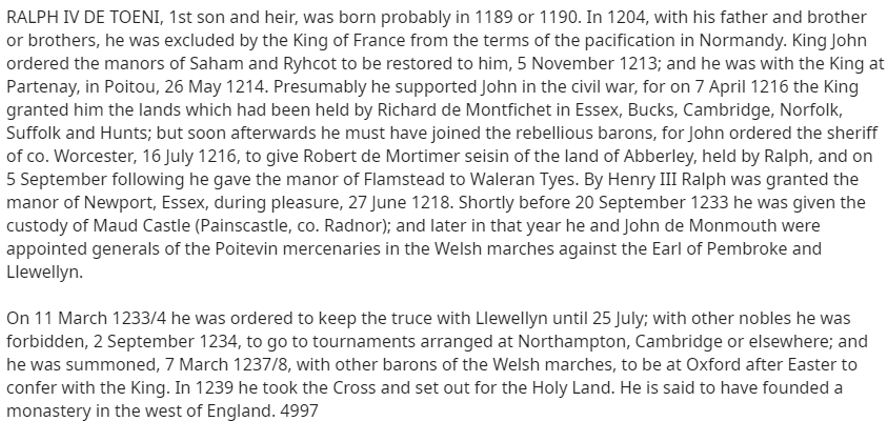 RALPH IV DE TOENI, 1st son and heir, was born probably in 1189 or 1190. In 1204, with his father and brother
or brothers, he was excluded by the King of France from the terms of the pacification in Normandy. King John
ordered the manors of Saham and Ryhcot to be restored to him, 5 November 1213; and he was with the King at
Partenay, in Poitou, 26 May 1214. Presumably he supported John in the civil war, for on 7 April 1216 the King
granted him the lands which had been held by Richard de Montfichet in Essex, Bucks, Cambridge, Norfolk,
Suffolk and Hunts; but soon afterwards he must have joined the rebellious barons, for John ordered the sheriff
of co. Worcester, 16 July 1216, to give Robert de Mortimer seisin of the land of Abberley, held by Ralph, and on
5 September following he gave the manor of Flamstead to Waleran Tyes. By Henry III Ralph was granted the
manor of Newport, Essex, during pleasure, 27 June 1218. Shortly before 20 September 1233 he was given the
custody of Maud Castle (Painscastle, co. Radnor); and later in that year he and John de Monmouth were
appointed generals of the Poitevin mercenaries in the Welsh marches against the Earl of Pembroke and
Llewellyn.

On 11 March 1233/4 he was ordered to keep the truce with Llewellyn until 25 July; with other nobles he was
forbidden, 2 September 1234, to go to tournaments arranged at Northampton, Cambridge or elsewhere; and
he was summoned, 7 March 1237/8, with other barons of the Welsh marches, to be at Oxford after Easter to
confer with the King. In 1239 he took the Cross and set out for the Holy Land. He is said to have founded a
monastery in the west of England. 4997